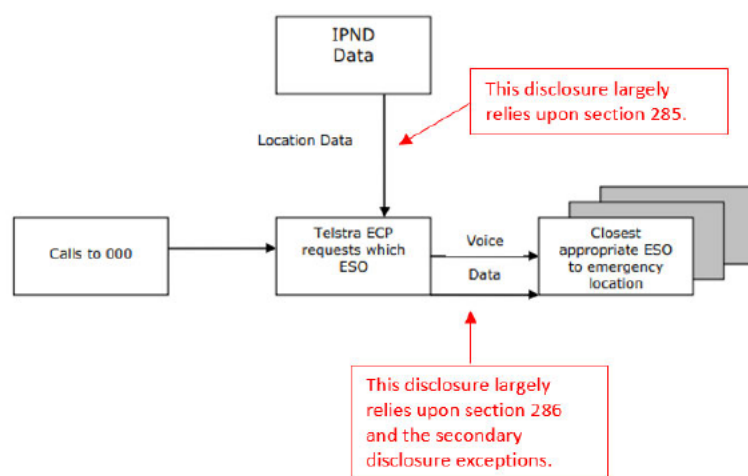 IPND
Data
This disclosure largely
relies upon section 285.
Location Data
Calls to 000
Telstra ECP
requests which
ESO
Voice
Data
Closest
appropriate ESO
to emergency
location
This disclosure largely
relies upon section 286
and the secondary
disclosure exceptions.